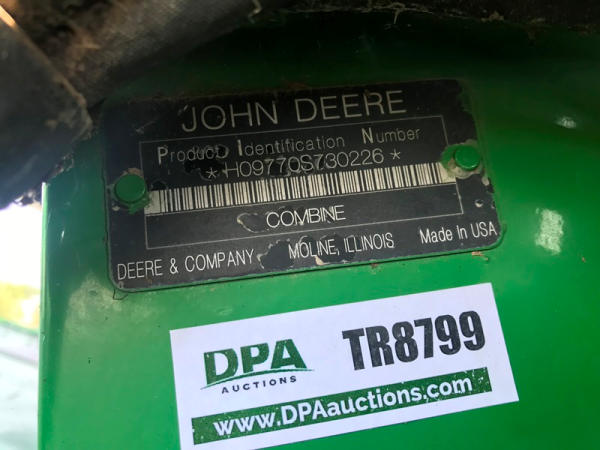 JOHN DEERE
Product Identification Number
*H09770S730226*
COMBINE
DEERE & COMPANY MOLINE, ILLINOIS Made In USA
DPA
AUCTIONS
TR8799
www.DPAauctions.com